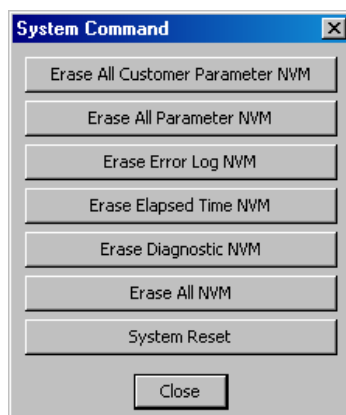 System Command
Erase All Customer Parameter NVM
Erase All Parameter NVM
Erase Error Log NVM
Erase Elapsed Time NVM
Erase Diagnostic NVM
Erase All NVM
System Reset
Close